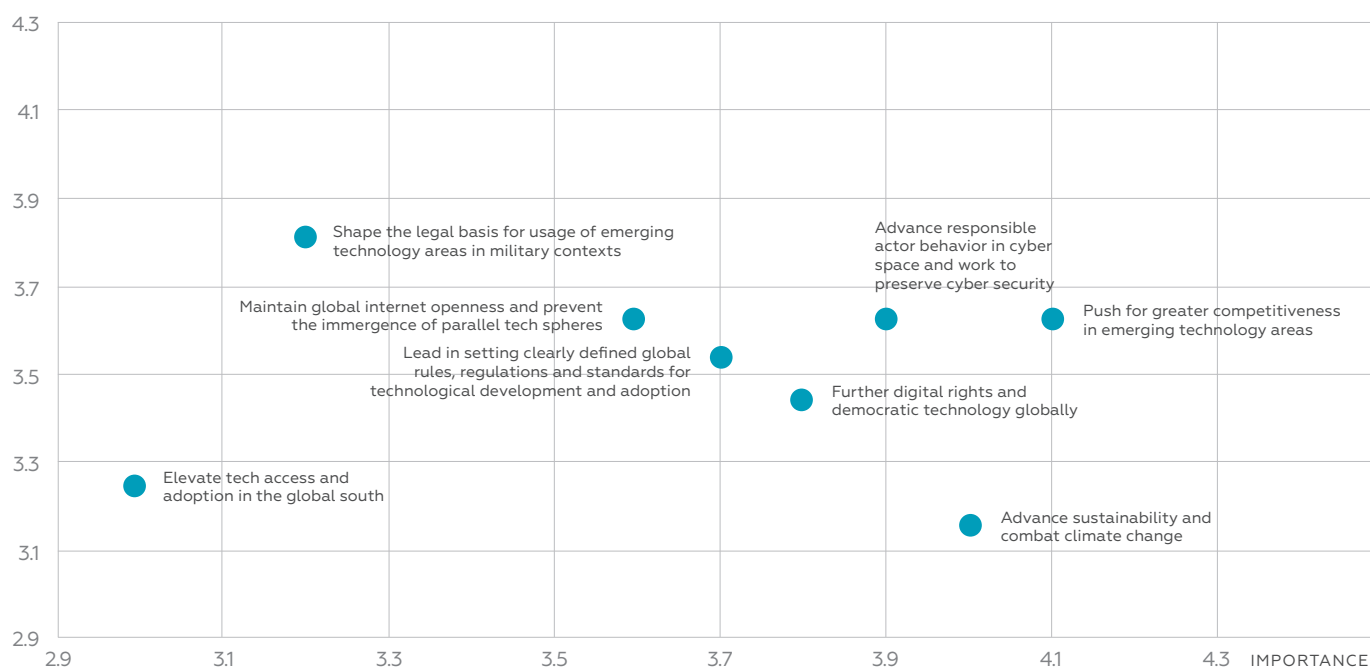 4.3
4.1
3.9
Shape the legal basis for usage of emerging
technology areas in military contexts
Advance responsible
actor behavior in cyber
space and work to
preserve cyber security
3.7
Maintain global internet openness and prevent
the immergence of parallel tech spheres
Push for greater competitiveness
in emerging technology areas
Lead in setting clearly defined global
rules, regulations and standards for
technological development and adoption
3.5
Further digital rights and
democratic technology globally
3.3
Elevate tech access and
adoption in the global south
Advance sustainability and
combat climate change
3.1
2.9
2.9 3.1 3.3 3.5 3.7 3.9 4.1 4.3 IMPORTANCE